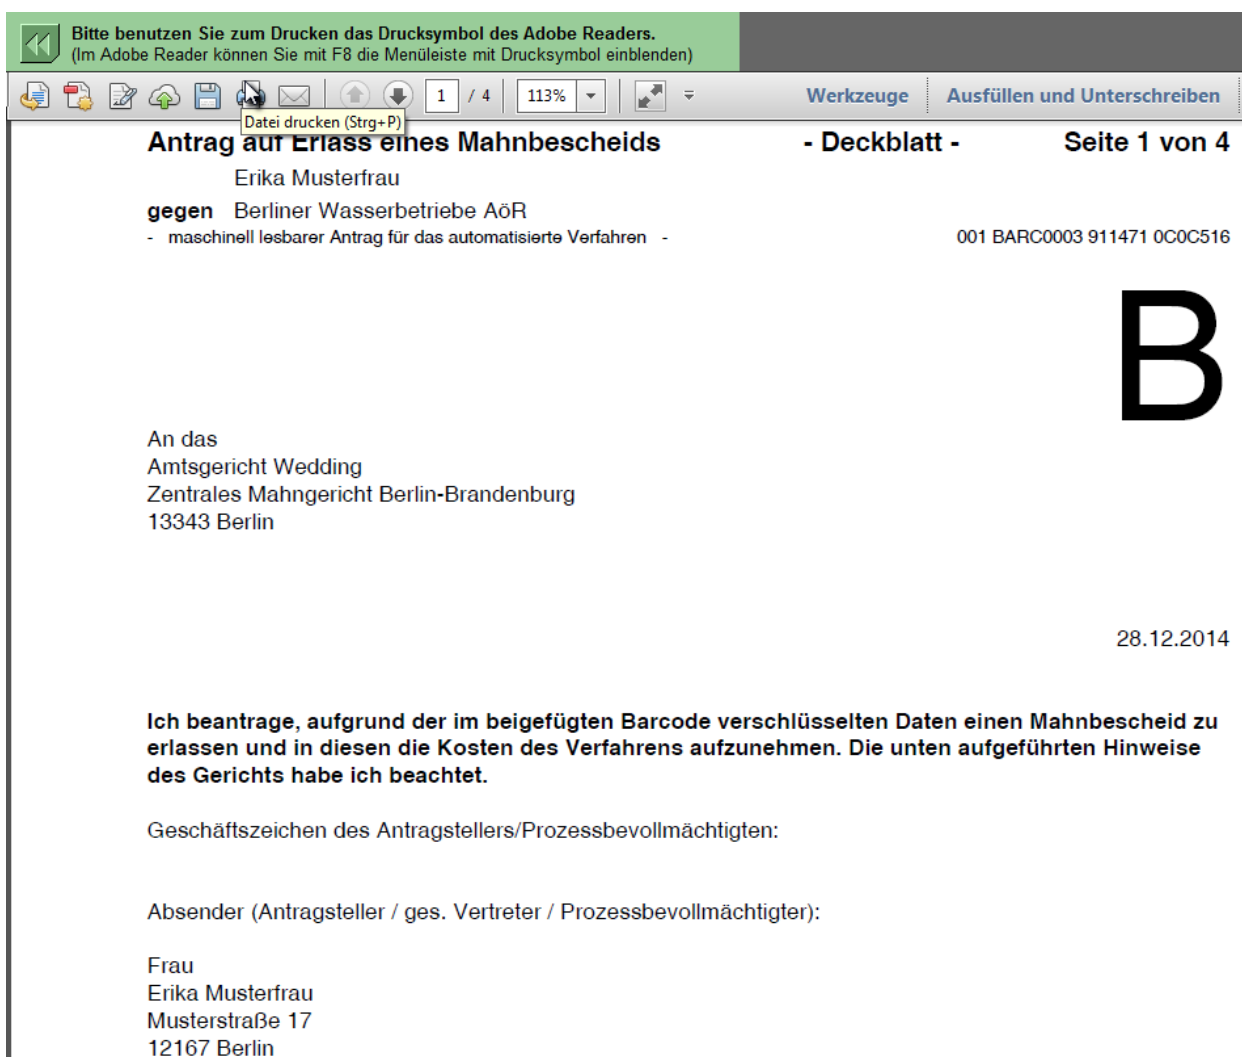 Bitte benutzen Sie zum Drucken das Drucksymbol des Adobe Readers.
(Im Adobe Reader können Sie mit F8 die Menüleiste mit Drucksymbol einblenden)
1 / 4 113% Werkzeuge Ausfüllen und Unterschreiben
Datei drucken (Strg+P)
Antrag auf Erlass eines Mahnbescheids - Deckblatt - Seite 1 von 4
Erika Musterfrau
gegen Berliner Wasserbetriebe AöR
- maschinell lesbarer Antrag für das automatisierte Verfahren - 001 BARC0003 911471 0C0C516
B
An das
Amtsgericht Wedding
Zentrales Mahngericht Berlin-Brandenburg
13343 Berlin
28.12.2014
Ich beantrage, aufgrund der im beigefügten Barcode verschlüsselten Daten einen Mahnbescheid zu
erlassen und in diesen die Kosten des Verfahrens aufzunehmen. Die unten aufgeführten Hinweise
des Gerichts habe ich beachtet.
Geschäftszeichen des Antragstellers/Prozessbevollmächtigten:
Absender (Antragsteller / ges. Vertreter / Prozessbevollmächtigter):
Frau
Erika Musterfrau
Musterstraße 17
12167 Berlin